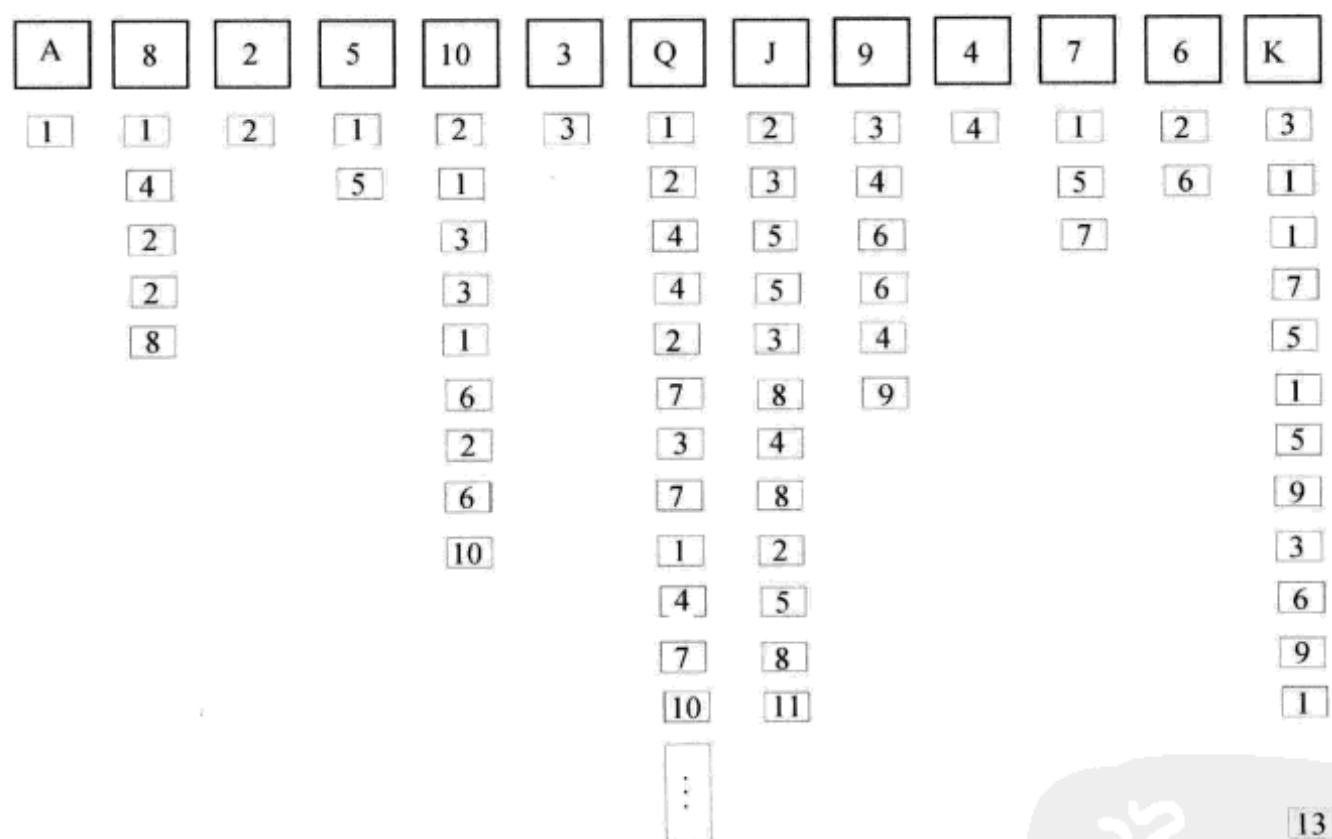 A 8 2 5 10 3 Q J 9 4 7 6 K
1 1 2 1 2 3 1 2 3 4 1 2 3
4 5 1 2 3 4 5 6 1
2 3 4 5 6 7 1
2 3 4 5 6 7
8 1 2 3 4 5
6 7 8 9 1
2 3 4 5
6 7 8 9
10 1 2 3
4 5 6
7 8 9
10 11 1
⋮
13